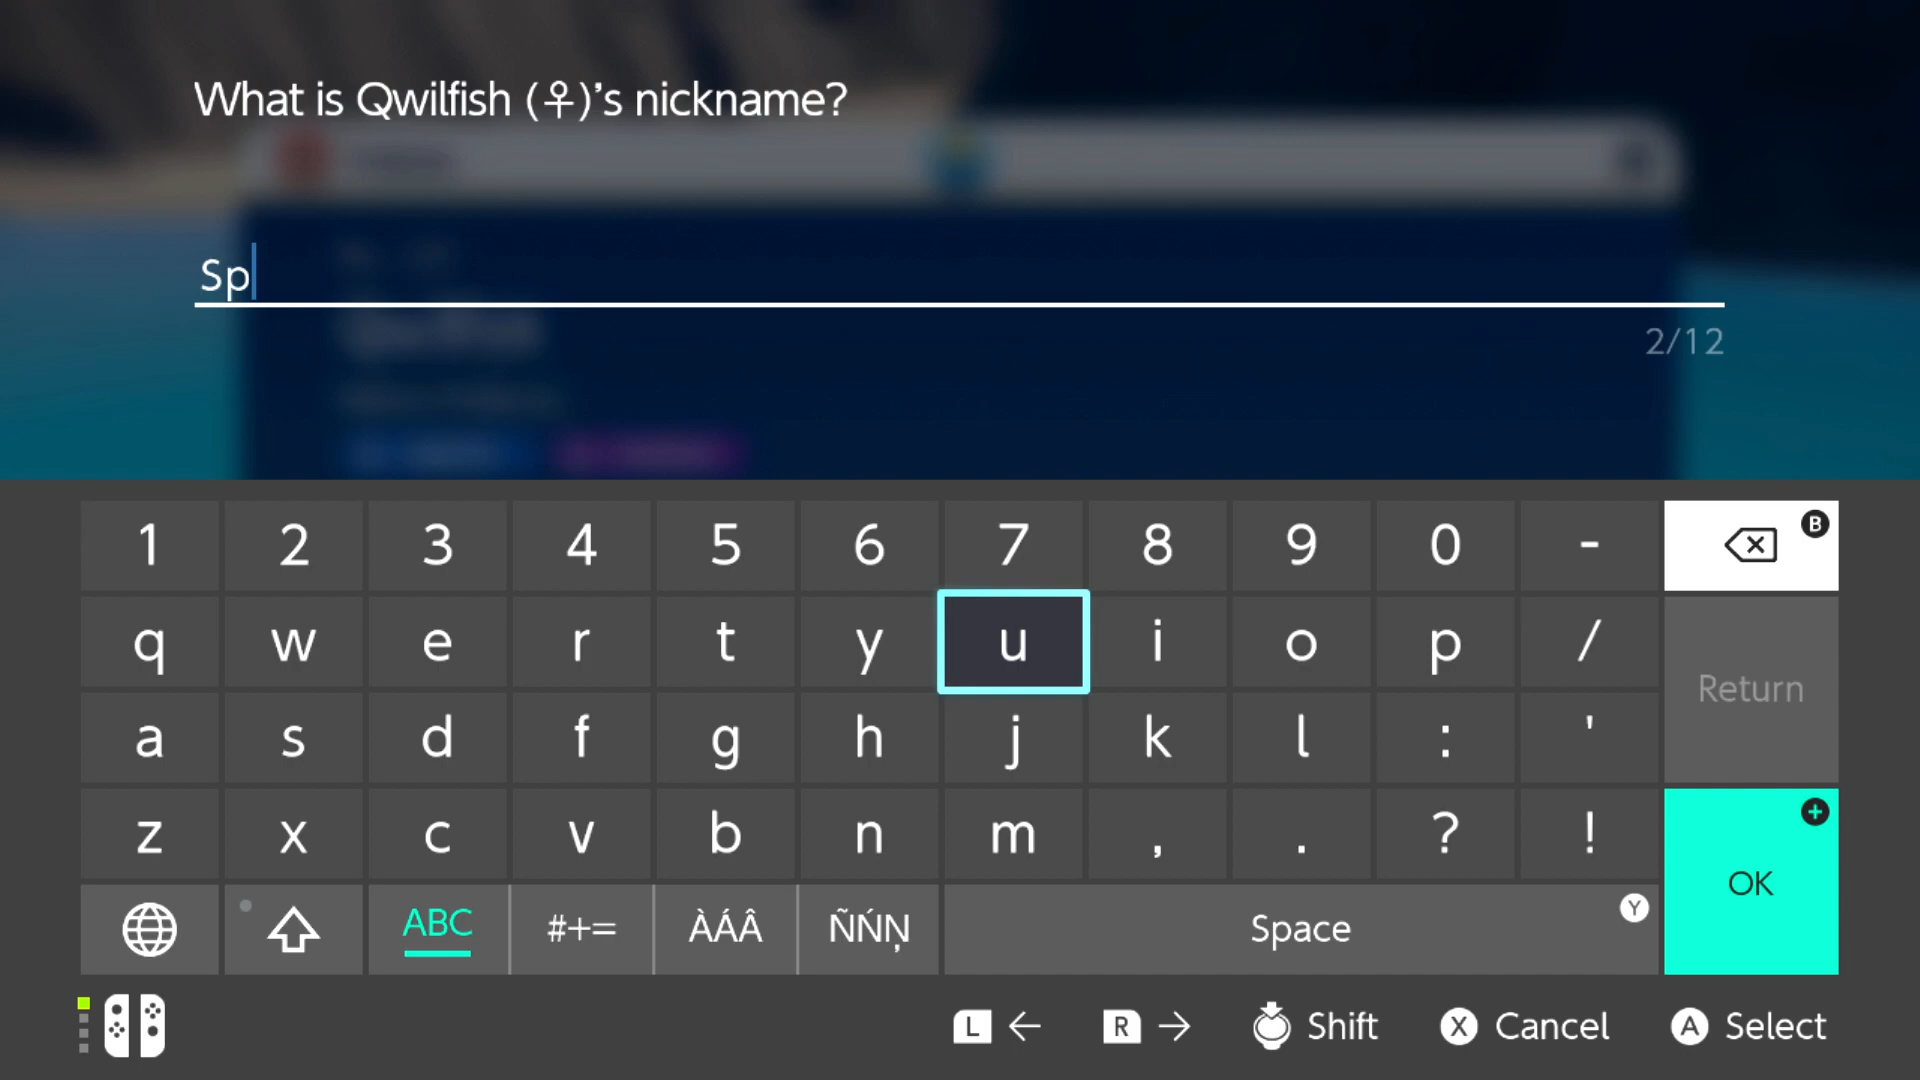 What is Qwilfish (♀)’s nickname?
Sp
2/12
1 2 3 4 5 6 7 8 9 0 - B
q w e r t y u i o p /
Return
a s d f g h j k l : '
z x c v b n m , . ? ! +
OK
ABC #+= ÀÁÂ ÑŃŅ Space Y
L ← R → Shift X Cancel A Select